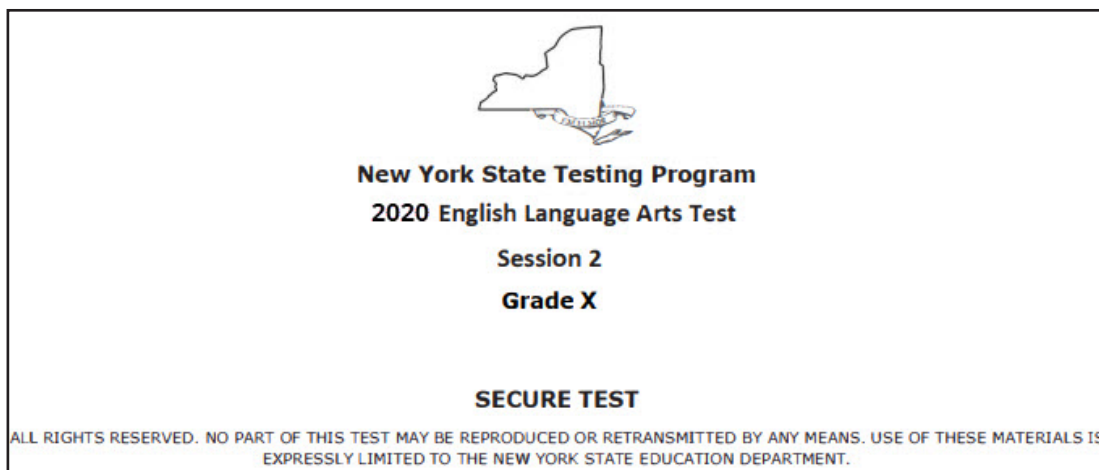 EXCELSIOR
New York State Testing Program
2020 English Language Arts Test
Session 2
Grade X
SECURE TEST
ALL RIGHTS RESERVED. NO PART OF THIS TEST MAY BE REPRODUCED OR RETRANSMITTED BY ANY MEANS. USE OF THESE MATERIALS IS
EXPRESSLY LIMITED TO THE NEW YORK STATE EDUCATION DEPARTMENT.